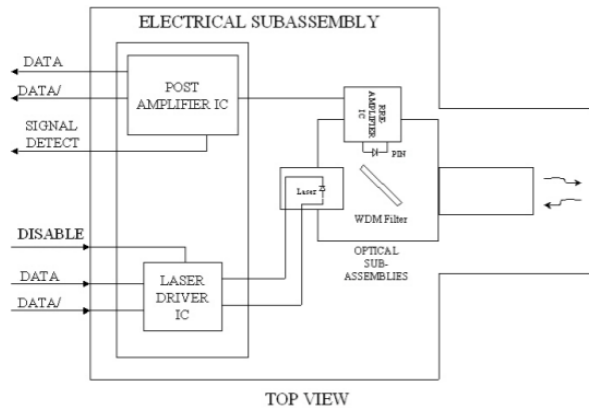 ELECTRICAL SUBASSEMBLY
DATA
DATA/
SIGNAL
DETECT
POST
AMPLIFIER IC
RRE-
AMPLIFIER
IC
PIN
Laser
WDM Filter
OPTICAL
SUB-
ASSEMBLIES
DISABLE
DATA
DATA/
LASER
DRIVER
IC
TOP VIEW